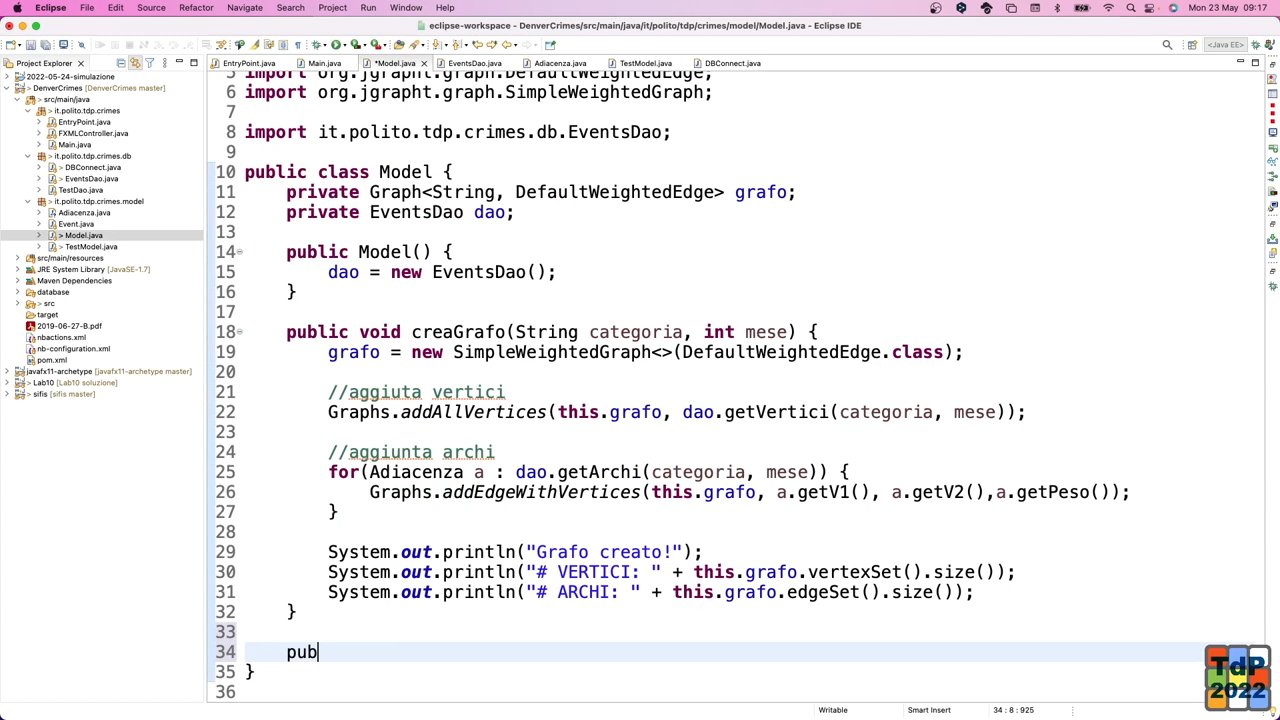 Eclipse File Edit Source Refactor Navigate Search Project Run Window Help Mon 23 May 09:17
eclipse-workspace - DenverCrimes/src/main/java/it/polito/tdp/crimes/model/Model.java - Eclipse IDE
<Java EE>
Project Explorer
2022-05-24-simulazione
> DenverCrimes [DenverCrimes master]
> src/main/java
> it.polito.tdp.crimes
EntryPoint.java
FXMLController.java
Main.java
it.polito.tdp.crimes.db
DBConnect.java
> EventsDao.java
TestDao.java
> it.polito.tdp.crimes.model
Adiacenza.java
Event.java
> Model.java
> TestModel.java
src/main/resources
JRE System Library [JavaSE-1.7]
Maven Dependencies
database
> src
target
2019-06-27-B.pdf
nbactions.xml
nb-configuration.xml
pom.xml
javafx11-archetype [javafx11-archetype master]
> Lab10 [Lab10 soluzione]
> sifis [sifis master]
EntryPoint.java Main.java *Model.java EventsDao.java Adiacenza.java TestModel.java DBConnect.java
5 import org.jgrapht.graph.DefaultWeightedEdge;
6 import org.jgrapht.graph.SimpleWeightedGraph;
7
8 import it.polito.tdp.crimes.db.EventsDao;
9
10 public class Model {
11 private Graph<String, DefaultWeightedEdge> grafo;
12 private EventsDao dao;
13
14 public Model() {
15 dao = new EventsDao();
16 }
17
18 public void creaGrafo(String categoria, int mese) {
19 grafo = new SimpleWeightedGraph<>(DefaultWeightedEdge.class);
20
21 //aggiuta vertici
22 Graphs.addAllVertices(this.grafo, dao.getVertici(categoria, mese));
23
24 //aggiunta archi
25 for(Adiacenza a : dao.getArchi(categoria, mese)) {
26 Graphs.addEdgeWithVertices(this.grafo, a.getV1(), a.getV2(),a.getPeso());
27 }
28
29 System.out.println("Grafo creato!");
30 System.out.println("# VERTICI: " + this.grafo.vertexSet().size());
31 System.out.println("# ARCHI: " + this.grafo.edgeSet().size());
32 }
33
34 pub
35 }
36
Writable Smart Insert 34 : 8 : 925
TdP
2022